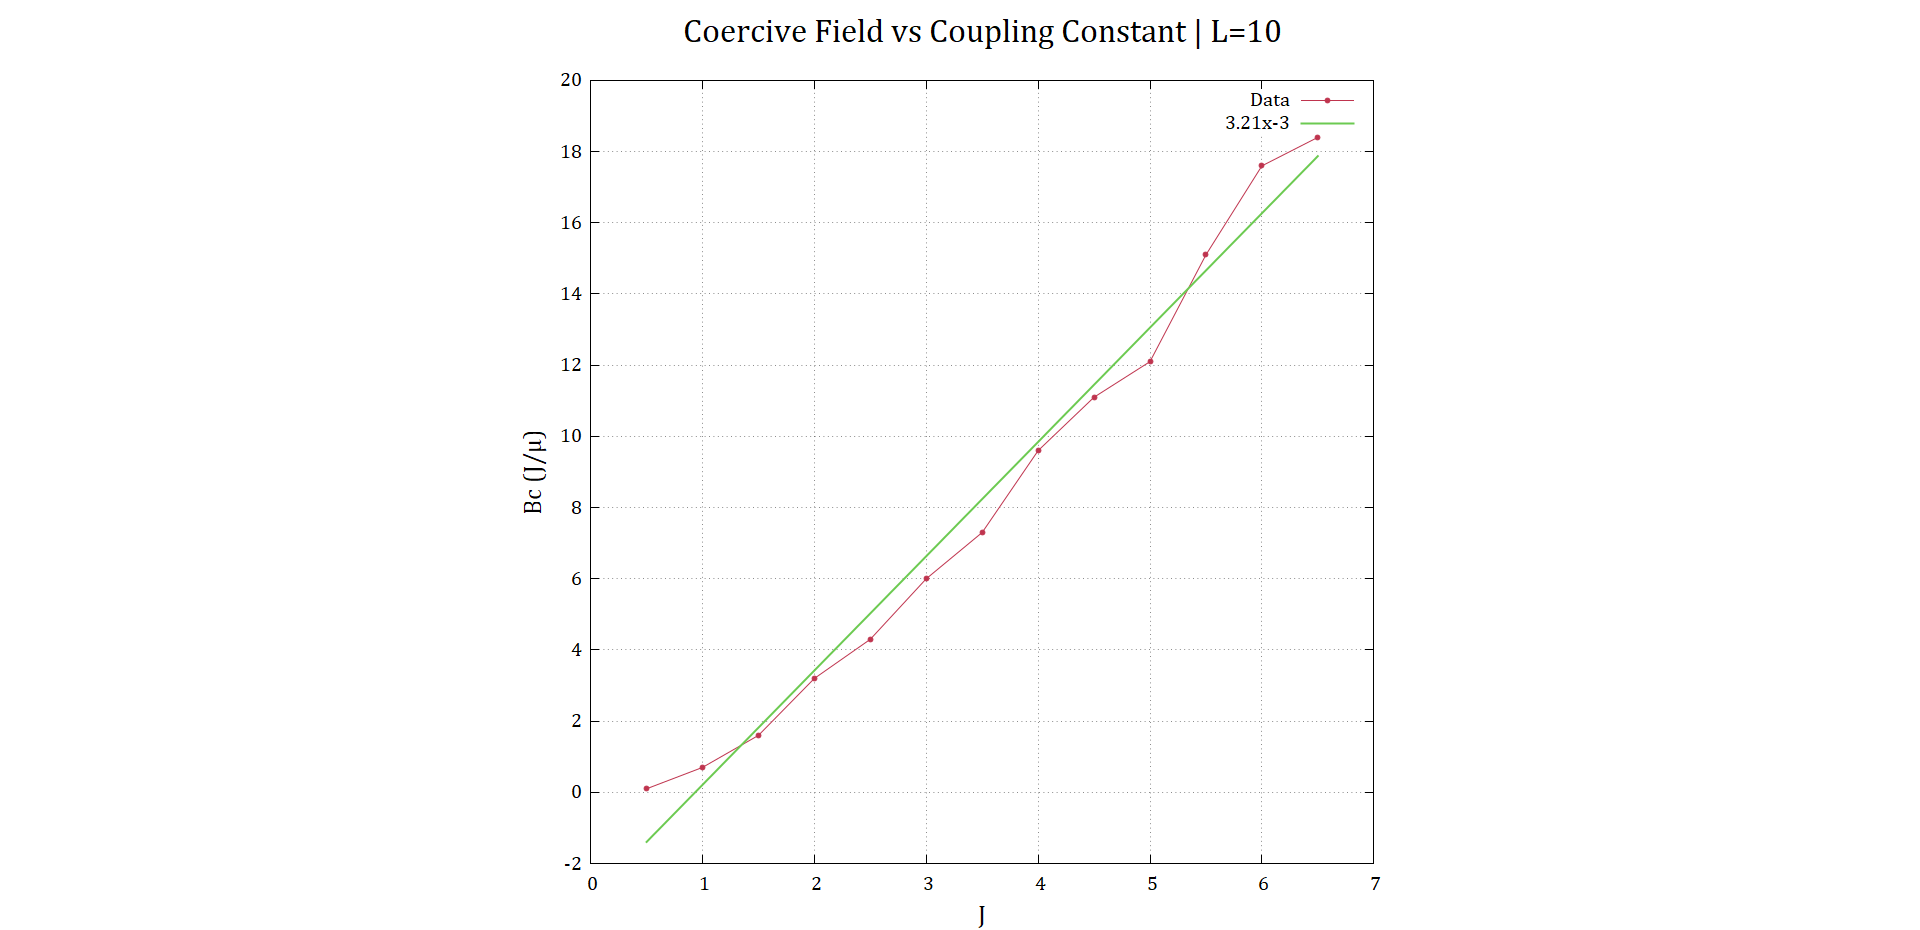 Coercive Field vs Coupling Constant | L=10
20
18
16
14
12
10
8
6
4
2
0
-2
Data
3.21x-3
Bc (J/μ)
0 1 2 3 4 5 6 7
J